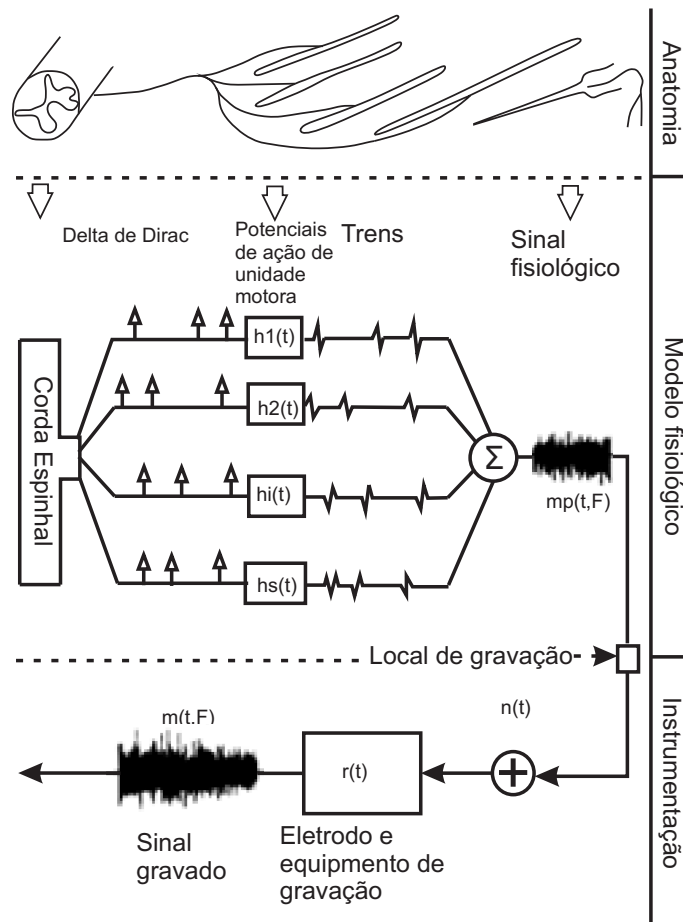 Anatomia
Delta de Dirac
Potenciais
de ação de
unidade
motora
Trens
Sinal
fisiológico
Corda Espinhal
h1(t)
h2(t)
hi(t)
hs(t)
Σ
mp(t,F)
Modelo fisiológico
Local de gravação
n(t)
m(t.F)
r(t)
Sinal
gravado
Eletrodo e
equipmento de
gravação
Instrumentação